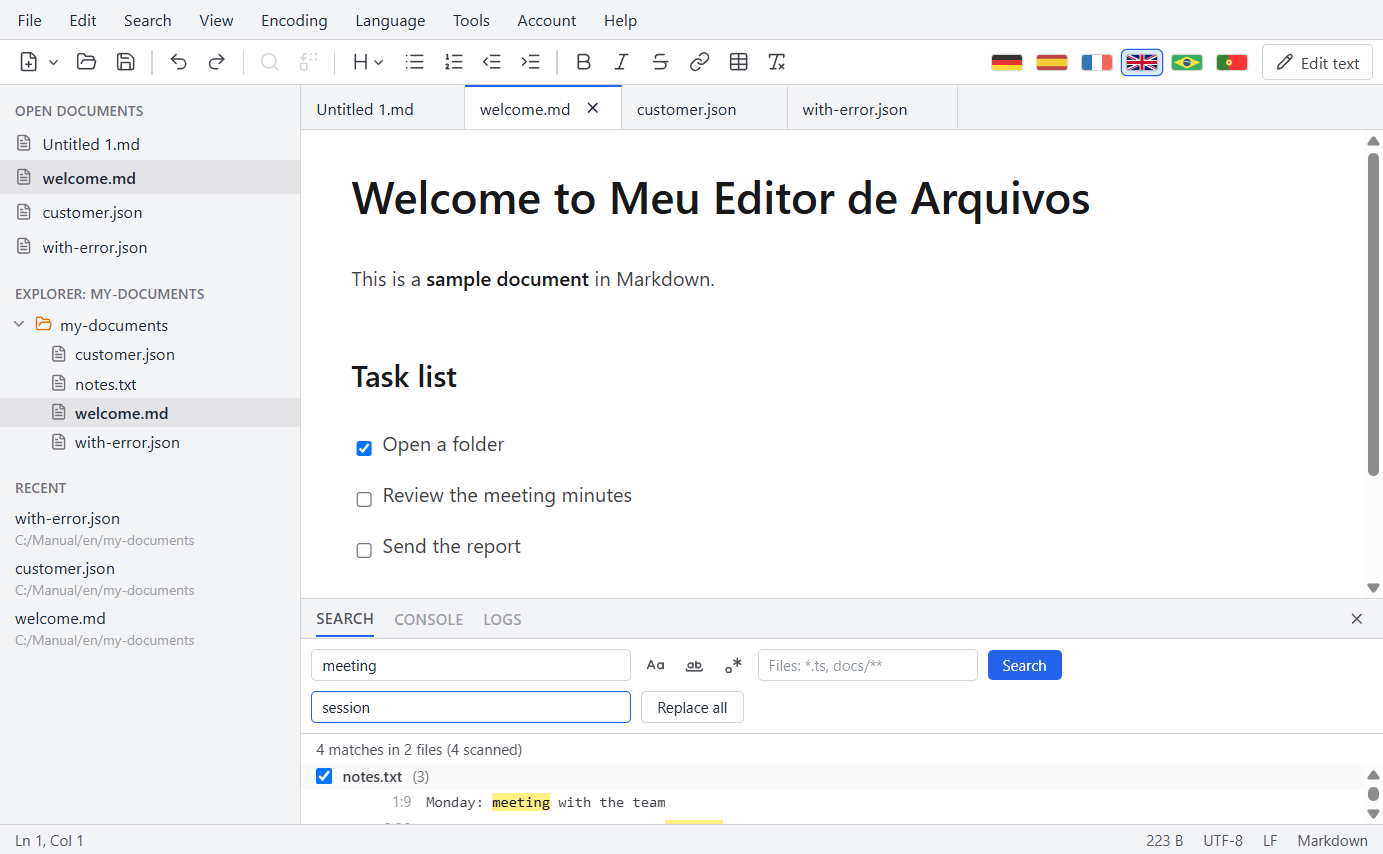 File Edit Search View Encoding Language Tools Account Help
H B I S Edit text
OPEN DOCUMENTS
Untitled 1.md
welcome.md
customer.json
with-error.json
EXPLORER: MY-DOCUMENTS
my-documents
customer.json
notes.txt
welcome.md
with-error.json
RECENT
with-error.json
C:/Manual/en/my-documents
customer.json
C:/Manual/en/my-documents
welcome.md
C:/Manual/en/my-documents
Untitled 1.md welcome.md customer.json with-error.json
Welcome to Meu Editor de Arquivos
This is a sample document in Markdown.
Task list
Open a folder
Review the meeting minutes
Send the report
SEARCH CONSOLE LOGS
meeting Aa ab Files: *.ts, docs/** Search
session Replace all
4 matches in 2 files (4 scanned)
notes.txt (3)
1:9 Monday: meeting with the team
Ln 1, Col 1 223 B UTF-8 LF Markdown